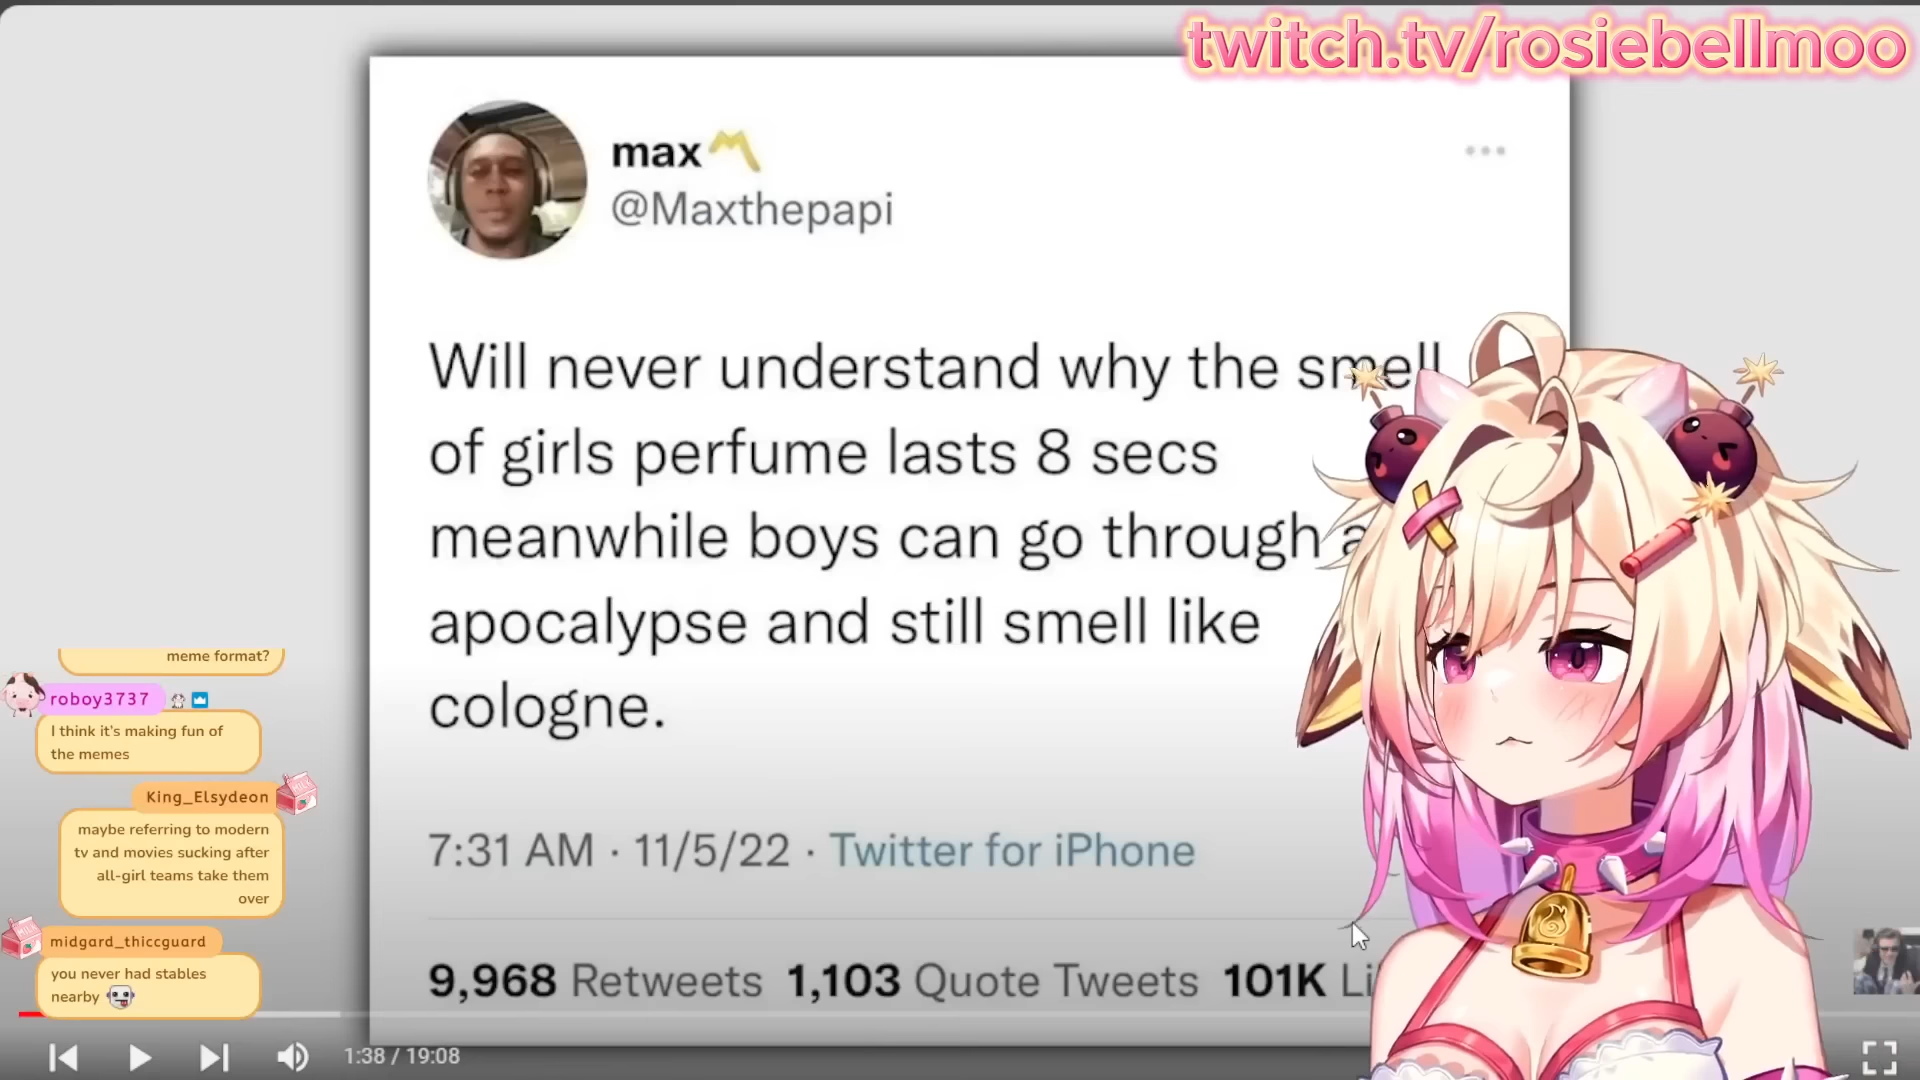 twitch.tv/rosiebellmoo
max
@Maxthepapi
Will never understand why the smell
of girls perfume lasts 8 secs
meanwhile boys can go through
apocalypse and still smell like
cologne.
7:31 AM · 11/5/22 · Twitter for iPhone
9,968 Retweets 1,103 Quote Tweets 101K
meme format?
roboy3737
I think it's making fun of
the memes
King_Elsydeon
maybe referring to modern
tv and movies sucking after
all-girl teams take them
over
midgard_thiccguard
you never had stables
nearby
1:38 / 19:08